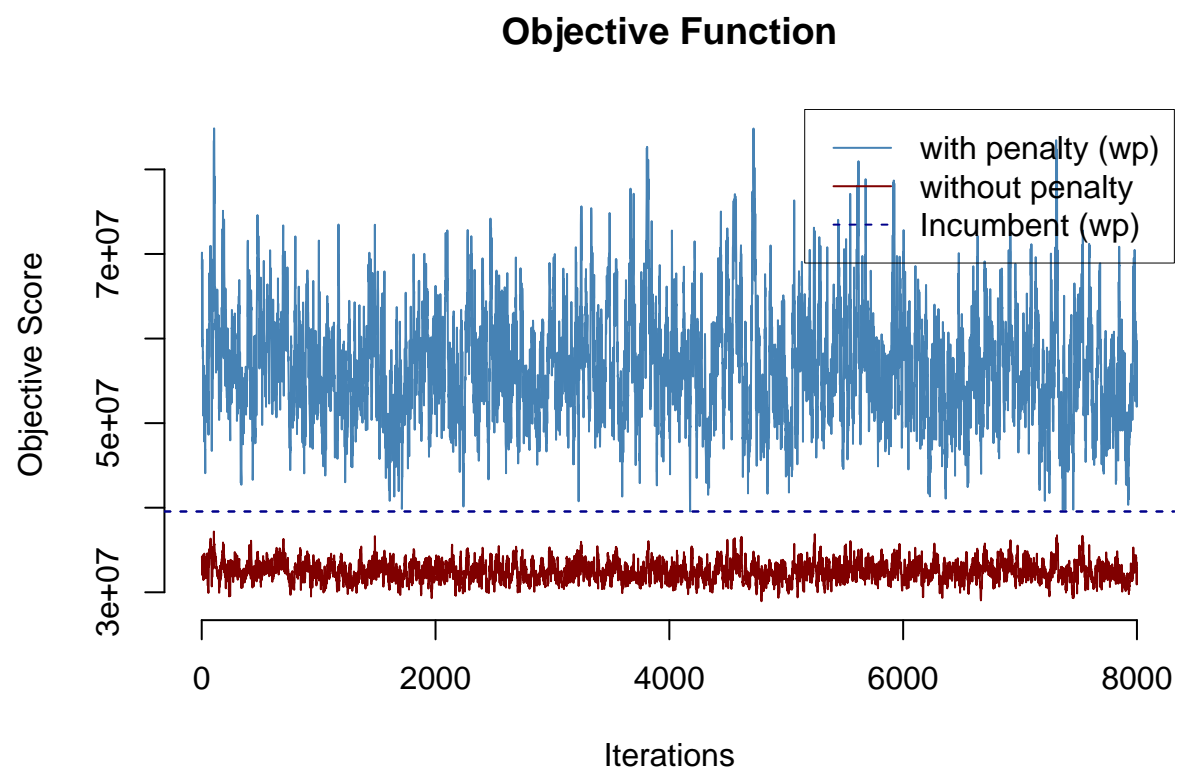 Objective Function
with penalty (wp)
without penalty
Incumbent (wp)
Objective Score
7e+07
5e+07
3e+07
0
2000
4000
6000
8000
Iterations